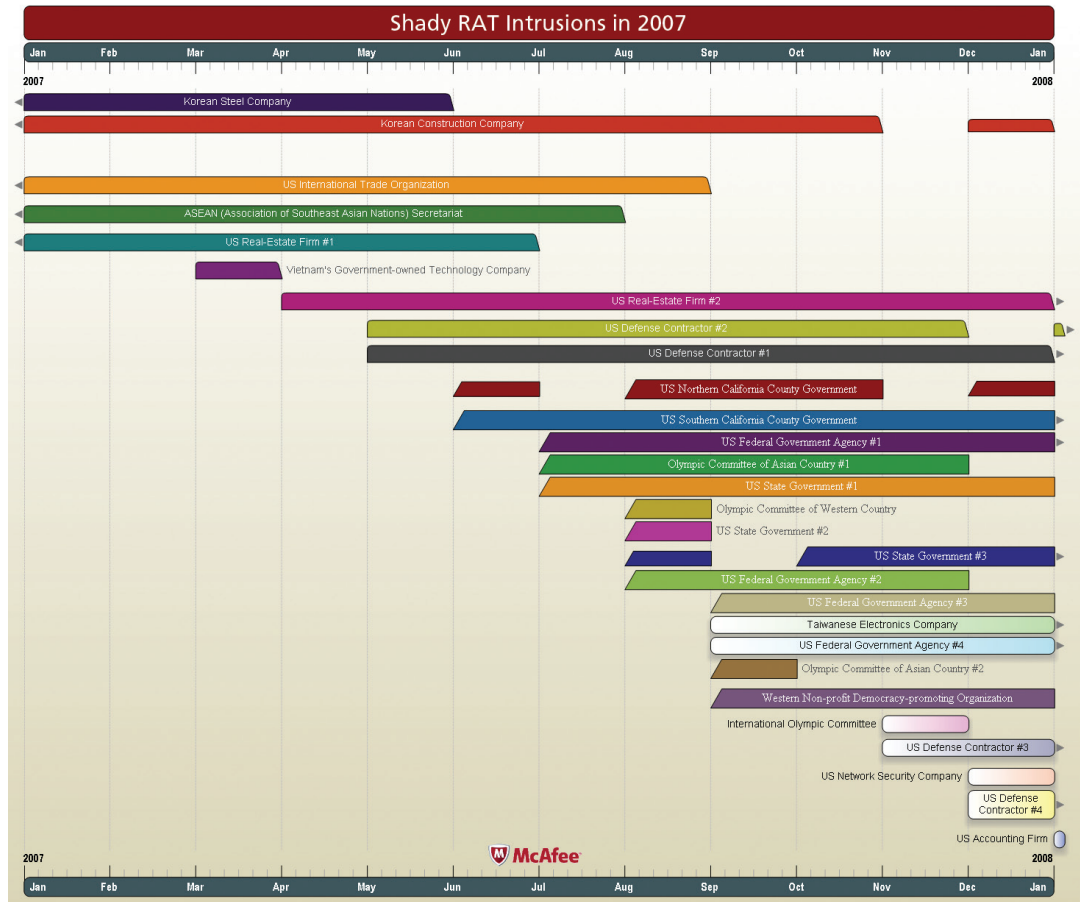 Shady RAT Intrusions in 2007
Jan Feb Mar Apr May Jun Jul Aug Sep Oct Nov Dec Jan
2007 2008
Korean Steel Company
Korean Construction Company
US International Trade Organization
ASEAN (Association of Southeast Asian Nations) Secretariat
US Real-Estate Firm #1
Vietnam's Government-owned Technology Company
US Real-Estate Firm #2
US Defense Contractor #2
US Defense Contractor #1
US Northern California County Government
US Southern California County Government
US Federal Government Agency #1
Olympic Committee of Asian Country #1
US State Government #1
Olympic Committee of Western Country
US State Government #2
US State Government #3
US Federal Government Agency #2
US Federal Government Agency #3
Taiwanese Electronics Company
US Federal Government Agency #4
Olympic Committee of Asian Country #2
Western Non-profit Democracy-promoting Organization
International Olympic Committee
US Defense Contractor #3
US Network Security Company
US Defense
Contractor #4
US Accounting Firm
2007 McAfee 2008
Jan Feb Mar Apr May Jun Jul Aug Sep Oct Nov Dec Jan